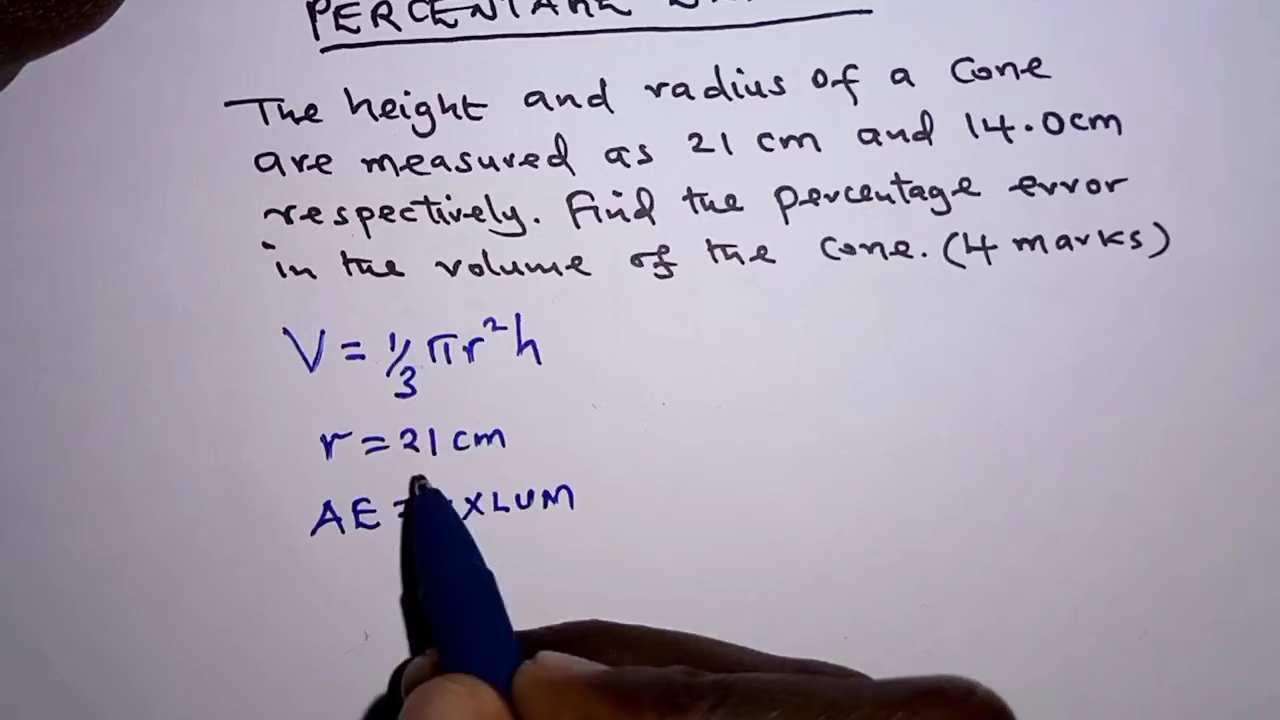 PERCENTAGE
The height and radius of a Cone
are measured as 21 cm and 14.0cm
respectively. Find the percentage error
in the volume of the Cone. (4 marks)
V = 1/3 πr²h
r = 21 cm
AE = XLUM